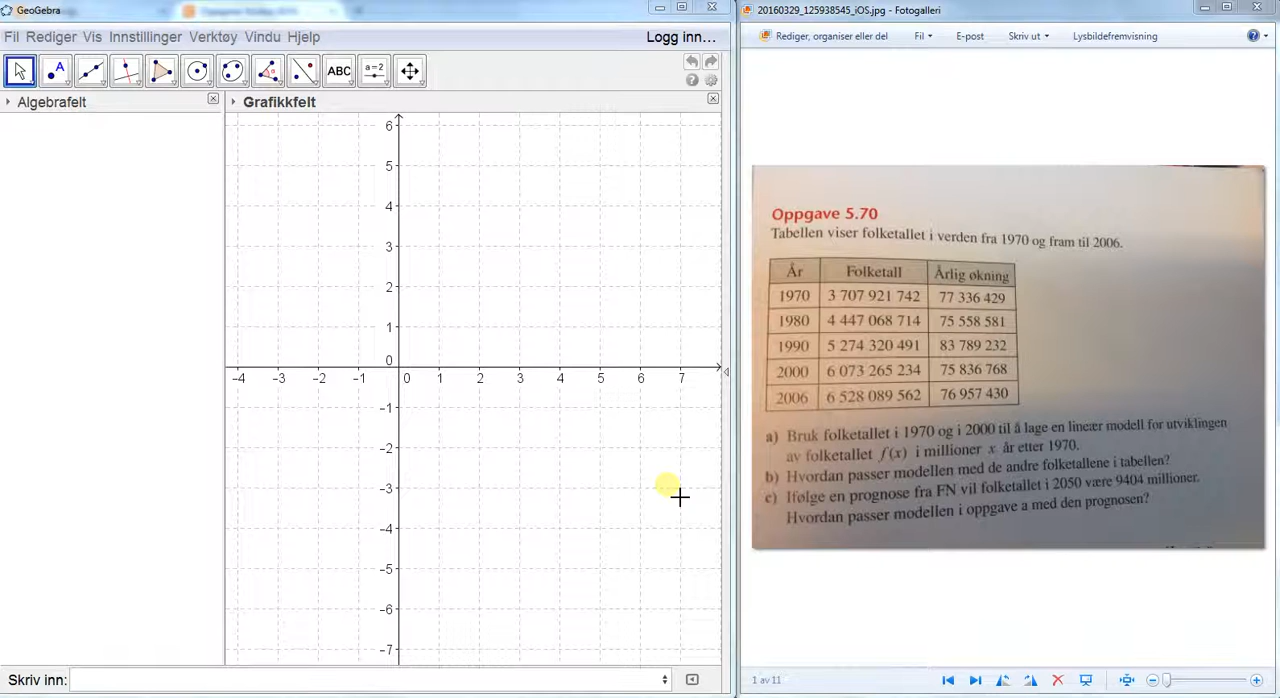 GeoGebra
Fil Rediger Vis Innstillinger Verktøy Vindu Hjelp
Logg inn...
ABC
a=2
Algebrafelt
Grafikkfelt
6
5
4
3
2
1
0
-4 -3 -2 -1 0 1 2 3 4 5 6 7
-1
-2
-3
-4
-5
-6
-7
Skriv inn:
20160329_125938545_iOS.jpg - Fotogalleri
Rediger, organiser eller del Fil E-post Skriv ut Lysbildefremvisning
Oppgave 5.70
Tabellen viser folketallet i verden fra 1970 og fram til 2006.
År Folketall Årlig økning
1970 3 707 921 742 77 336 429
1980 4 447 068 714 75 558 581
1990 5 274 320 491 83 789 232
2000 6 073 265 234 75 836 768
2006 6 528 089 562 76 957 430
a) Bruk folketallet i 1970 og i 2000 til å lage en lineær modell for utviklingen
av folketallet f(x) i millioner x år etter 1970.
b) Hvordan passer modellen med de andre folketallene i tabellen?
c) Ifølge en prognose fra FN vil folketallet i 2050 være 9404 millioner.
Hvordan passer modellen i oppgave a med den prognosen?
1 av 11